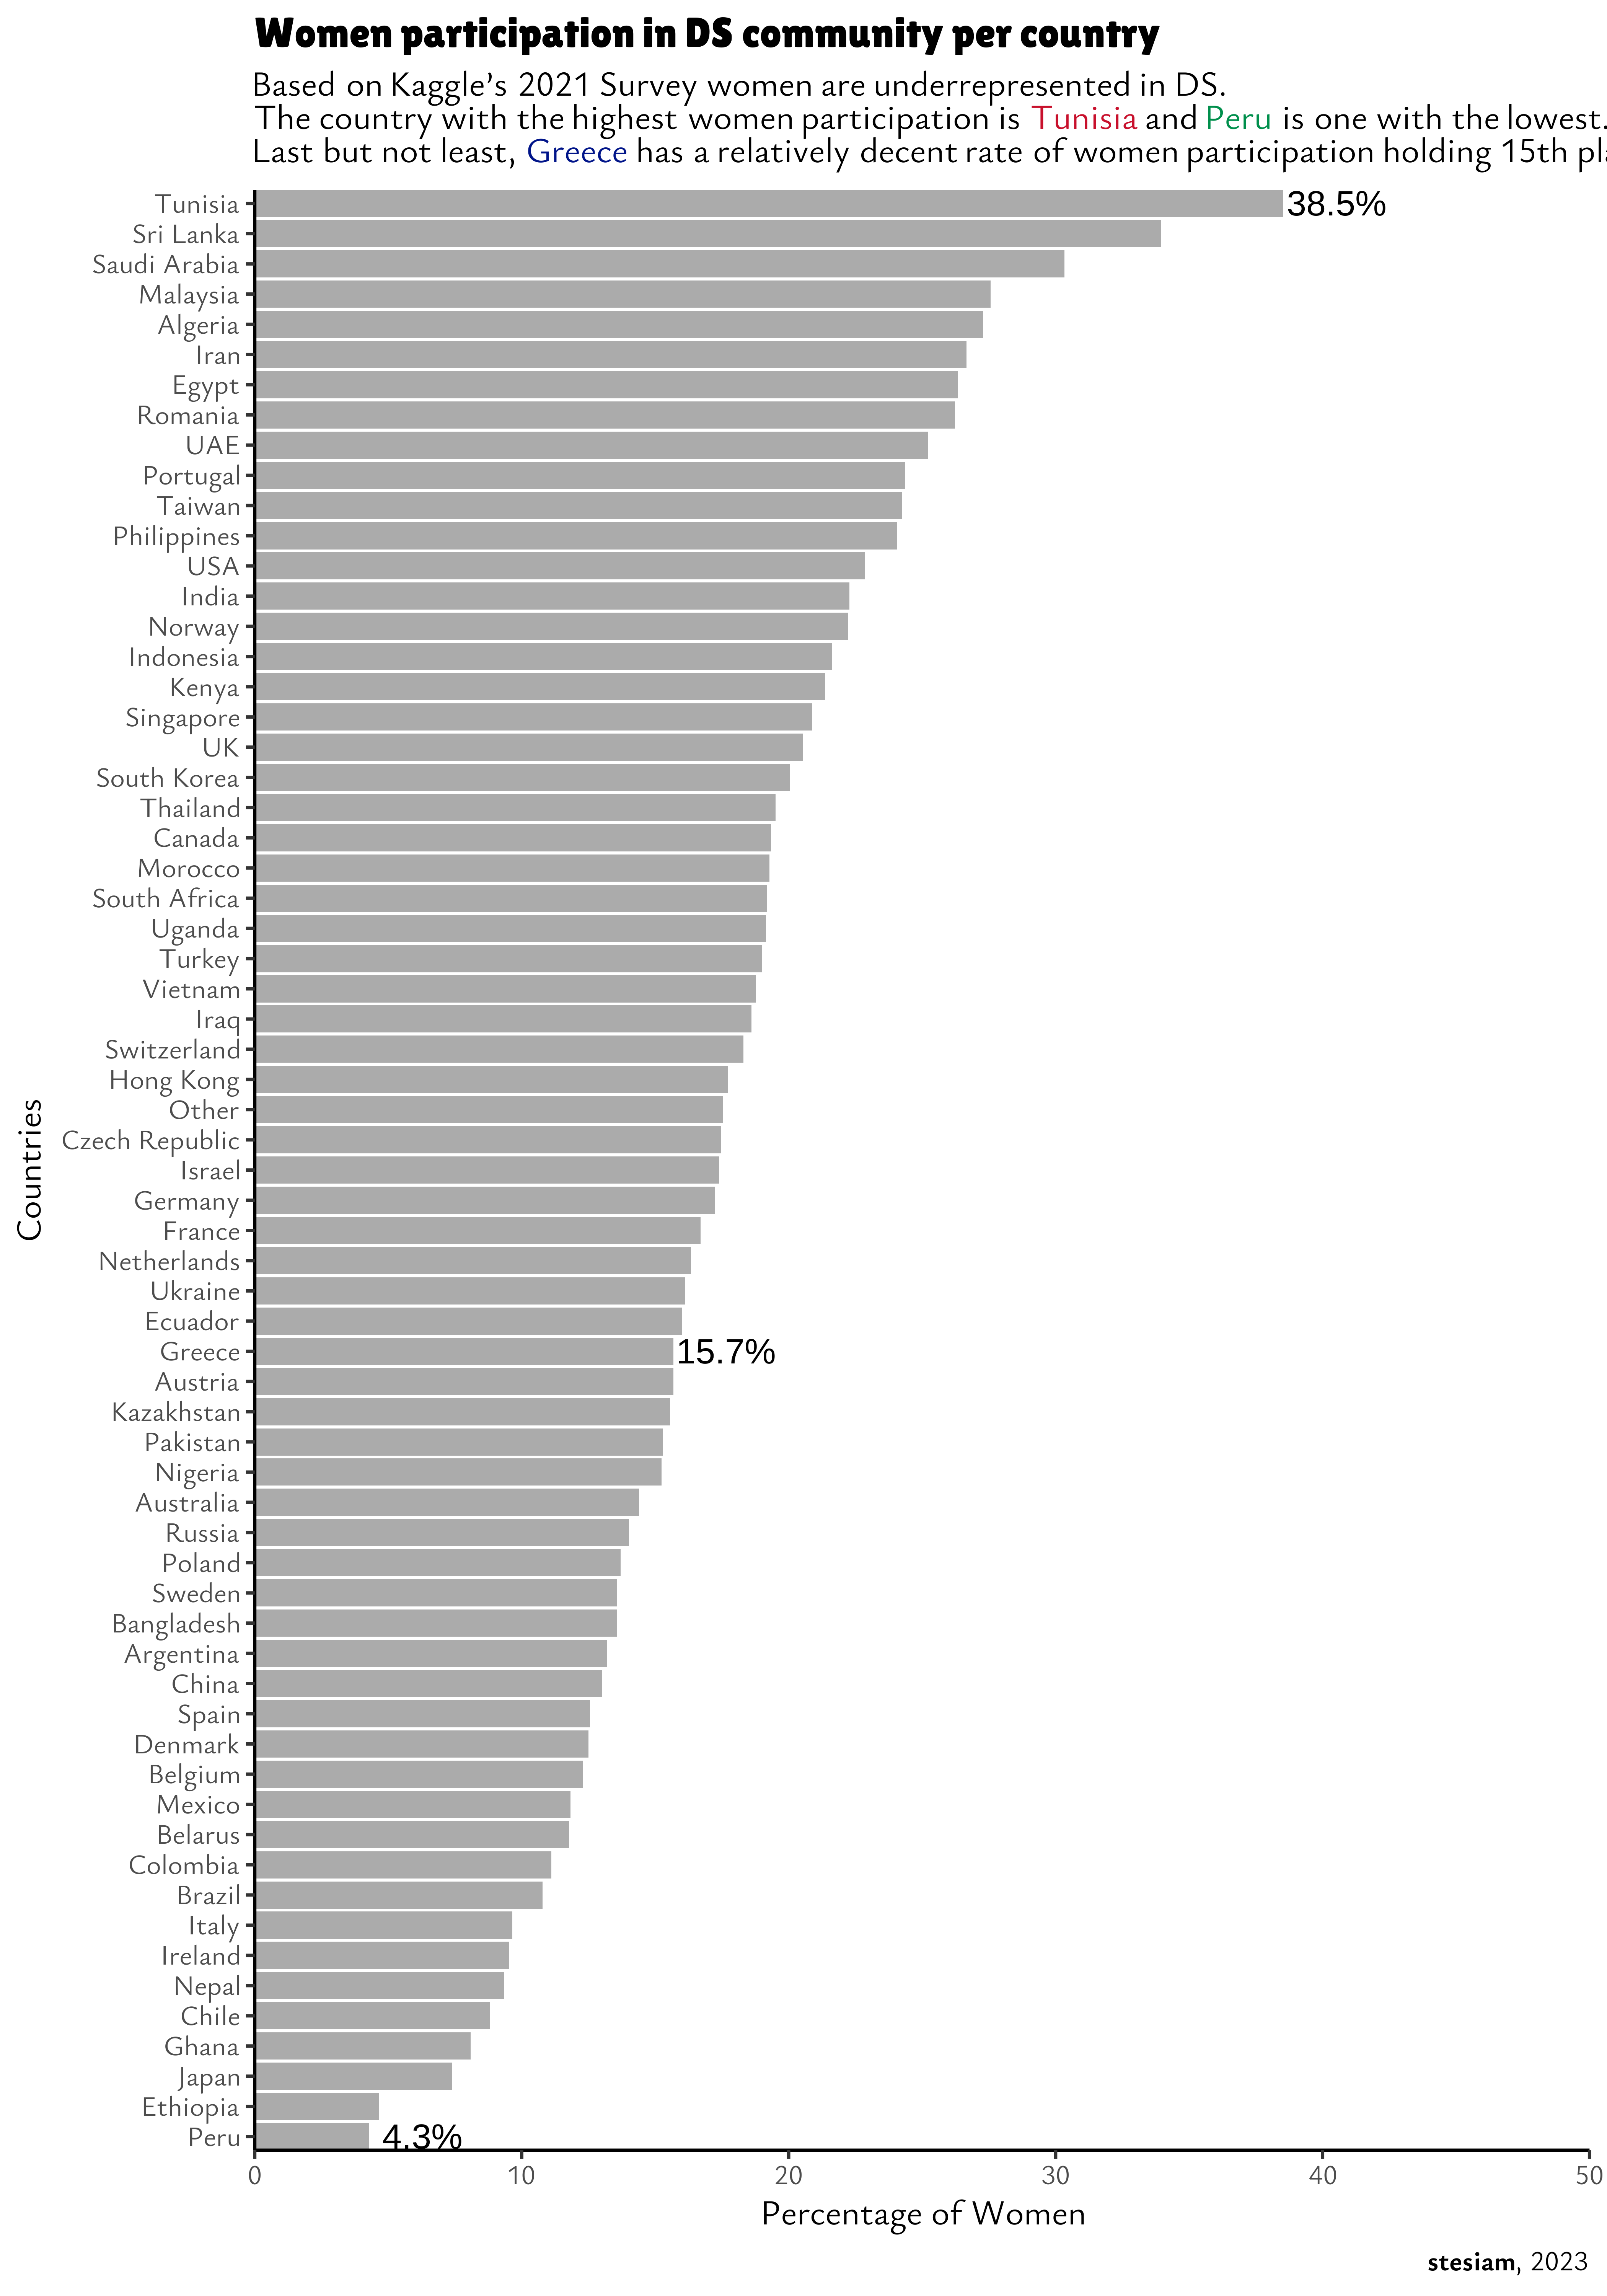 Women participation in DS community per country
Based on Kaggle's 2021 Survey women are underrepresented in DS.
The country with the highest women participation is Tunisia and Peru is one with the lowest.
Last but not least, Greece has a relatively decent rate of women participation holding 15th
Tunisia 38.5%
Sri Lanka
Saudi Arabia
Malaysia
Algeria
Iran
Egypt
Romania
UAE
Portugal
Taiwan
Philippines
USA
India
Norway
Indonesia
Kenya
Singapore
UK
South Korea
Thailand
Canada
Morocco
South Africa
Uganda
Turkey
Vietnam
Iraq
Switzerland
Hong Kong
Other
Czech Republic
Israel
Germany
France
Netherlands
Ukraine
Ecuador
Greece 15.7%
Austria
Kazakhstan
Pakistan
Nigeria
Australia
Russia
Poland
Sweden
Bangladesh
Argentina
China
Spain
Denmark
Belgium
Mexico
Belarus
Colombia
Brazil
Italy
Ireland
Nepal
Chile
Ghana
Japan
Ethiopia
Peru 4.3%
Countries
0 10 20 30 40 50
Percentage of Women
stesiam, 2023